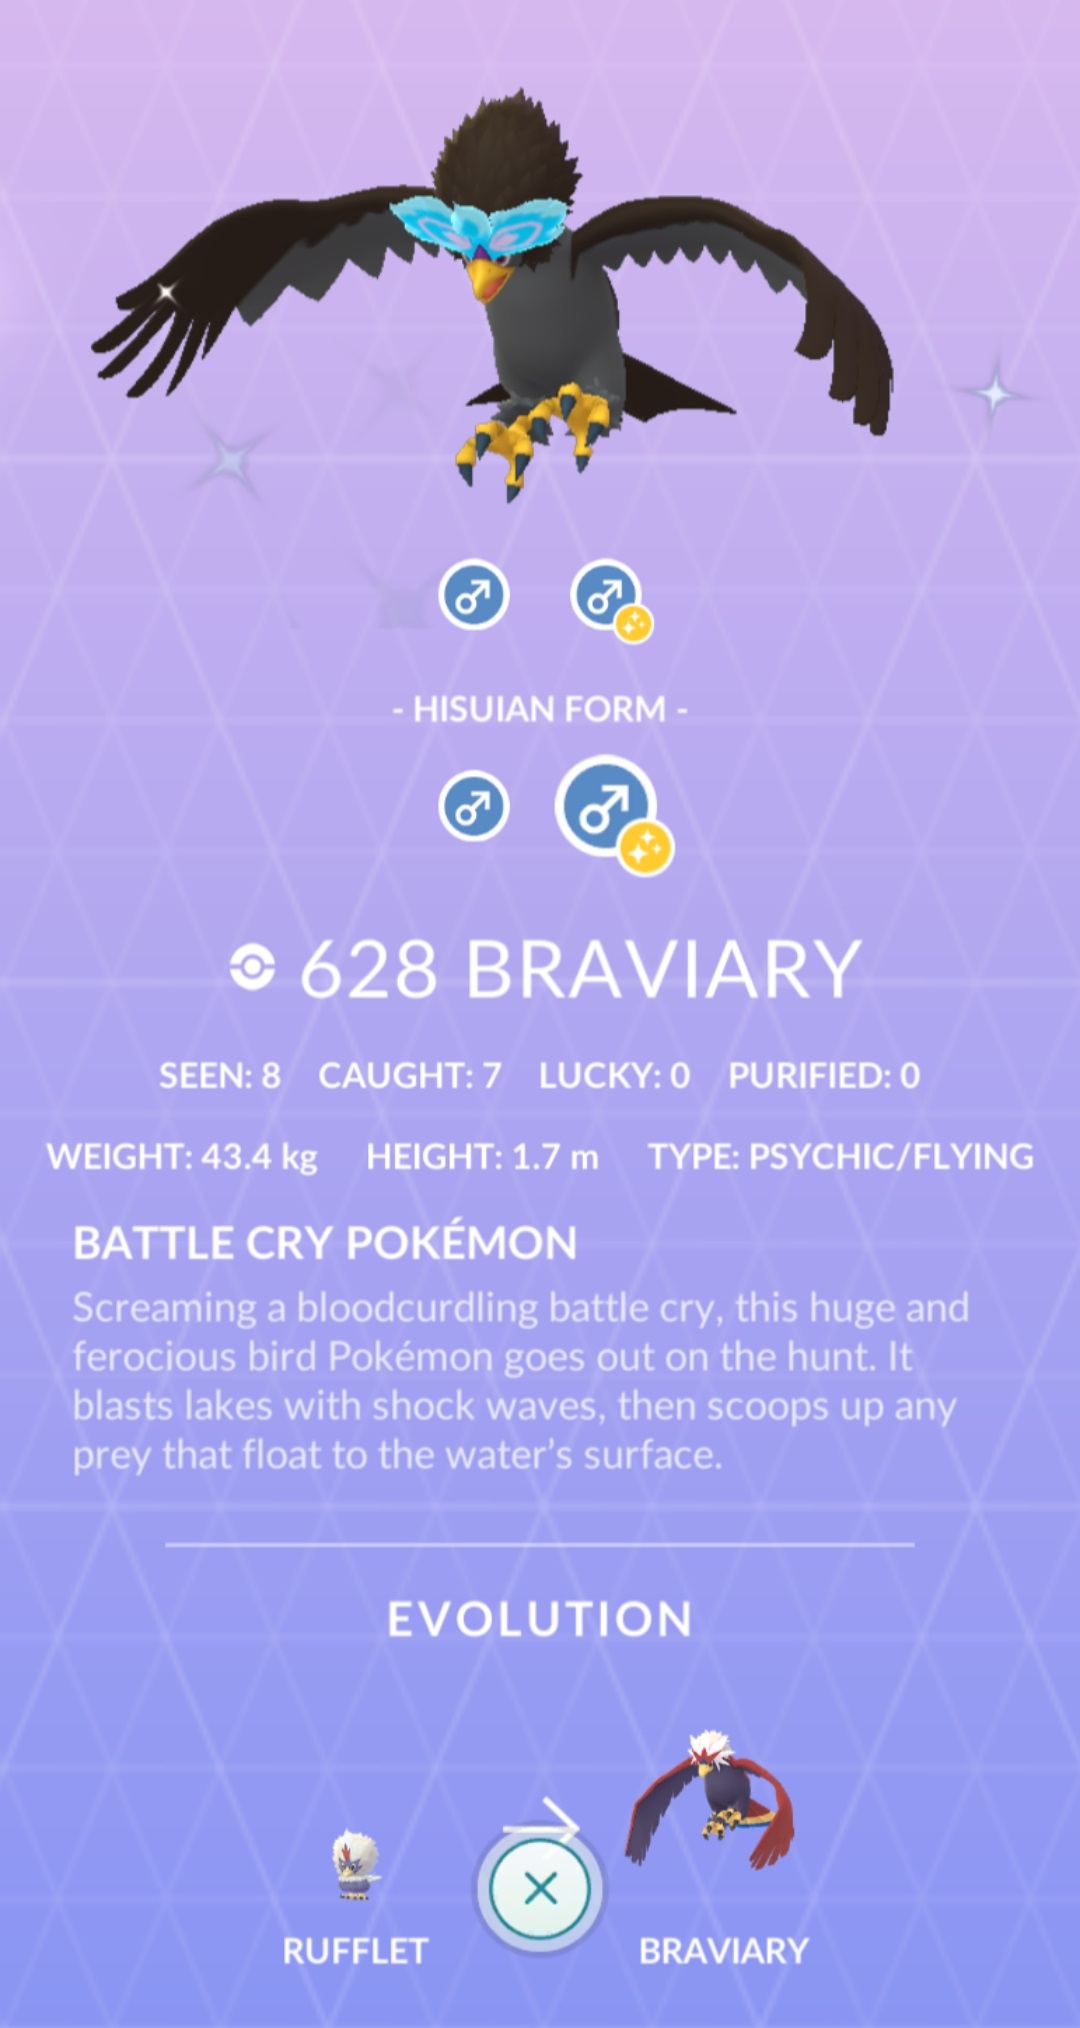 - HISUIAN FORM -
628 BRAVIARY
SEEN: 8 CAUGHT: 7 LUCKY: 0 PURIFIED: 0
WEIGHT: 43.4 kg HEIGHT: 1.7 m TYPE: PSYCHIC/FLYING
BATTLE CRY POKÉMON
Screaming a bloodcurdling battle cry, this huge and
ferocious bird Pokémon goes out on the hunt. It
blasts lakes with shock waves, then scoops up any
prey that float to the water’s surface.
EVOLUTION
RUFFLET BRAVIARY